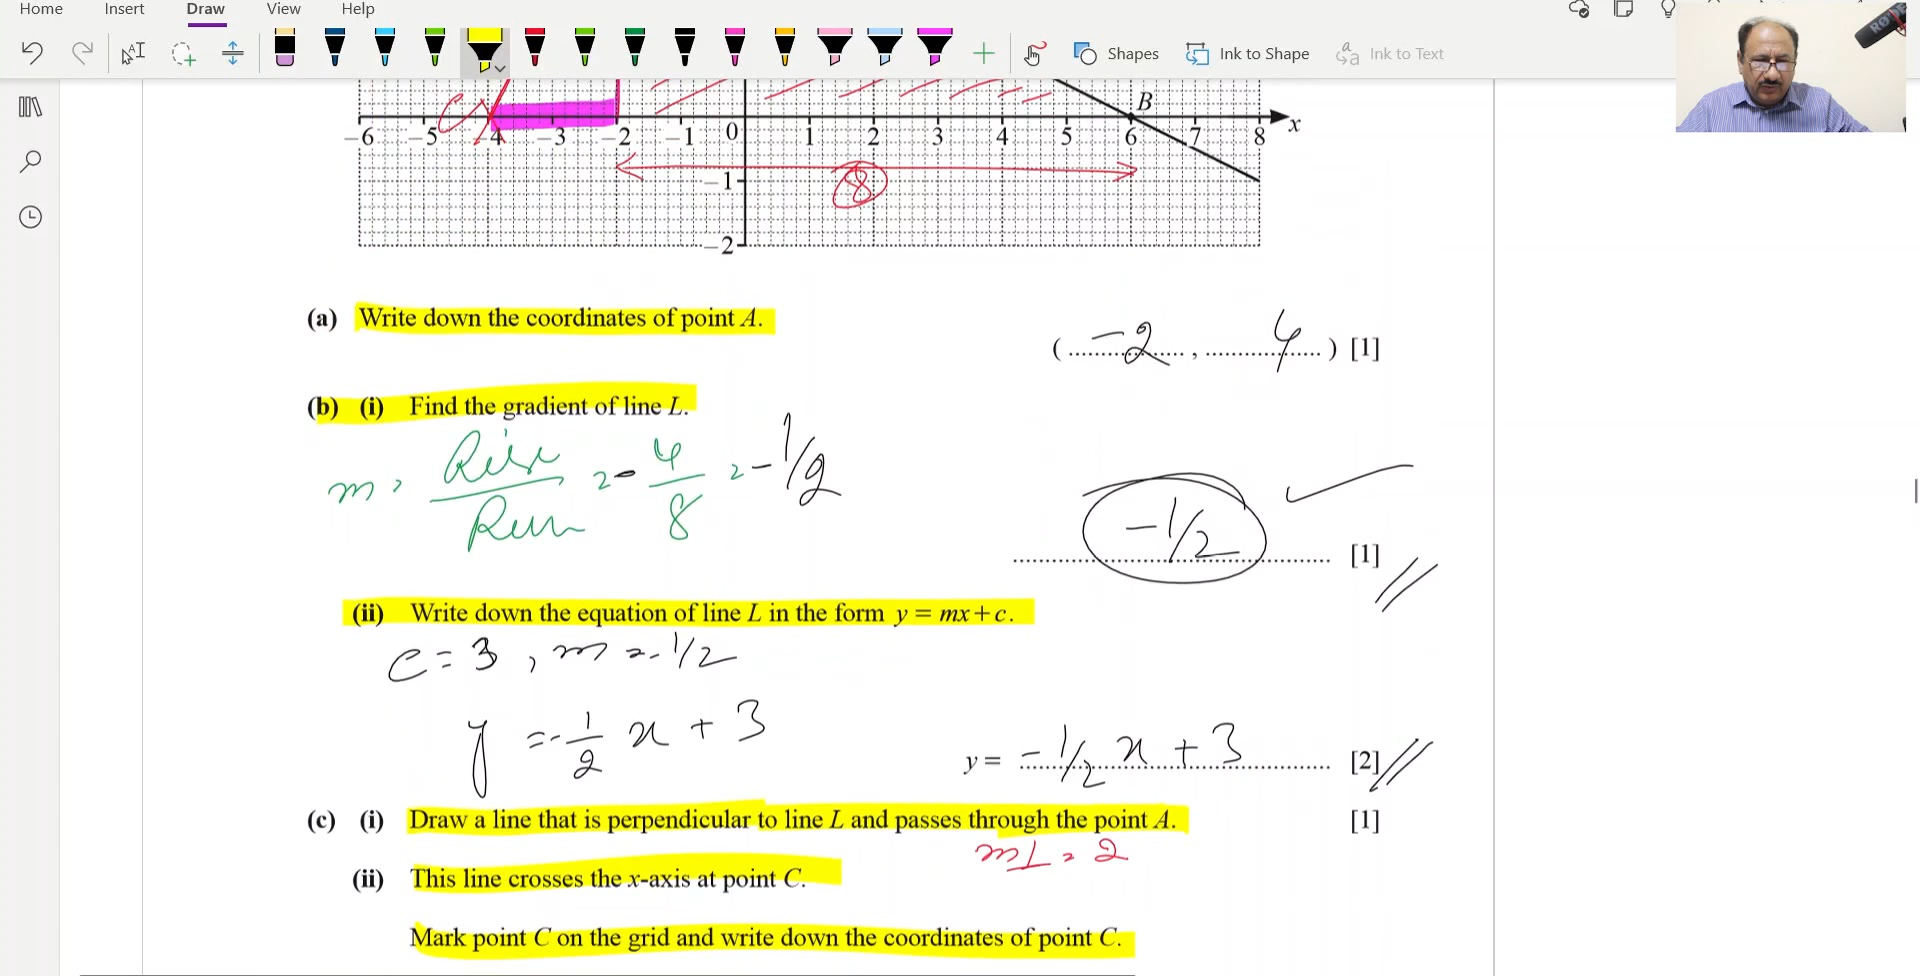 Home Insert Draw View Help
Shapes Ink to Shape Ink to Text
RODE
C
B
x
-6 -5 -4 -3 -2 -1 0 1 2 3 4 5 6 7 8
-1
8
-2
(a) Write down the coordinates of point A.
( -2 , 4 ) [1]
(b) (i) Find the gradient of line L.
m = Rise/Run = -4/8 = -1/2
-1/2 [1]
(ii) Write down the equation of line L in the form y = mx + c.
c = 3 , m = -1/2
y = -1/2 x + 3
y = -1/2 x + 3 [2]
(c) (i) Draw a line that is perpendicular to line L and passes through the point A. [1]
m⊥ = 2
(ii) This line crosses the x-axis at point C.
Mark point C on the grid and write down the coordinates of point C.